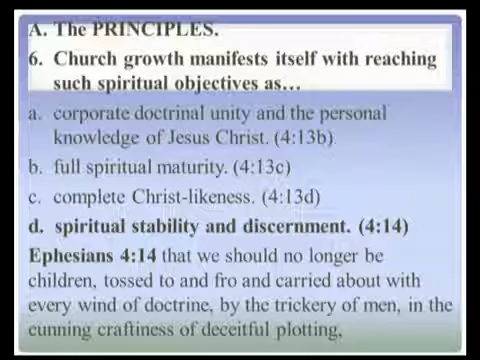 A. The PRINCIPLES.
6. Church growth manifests itself with reaching
such spiritual objectives as…
a. corporate doctrinal unity and the personal
knowledge of Jesus Christ. (4:13b)
b. full spiritual maturity. (4:13c)
c. complete Christ-likeness. (4:13d)
d. spiritual stability and discernment. (4:14)
Ephesians 4:14 that we should no longer be
children, tossed to and fro and carried about with
every wind of doctrine, by the trickery of men, in the
cunning craftiness of deceitful plotting,